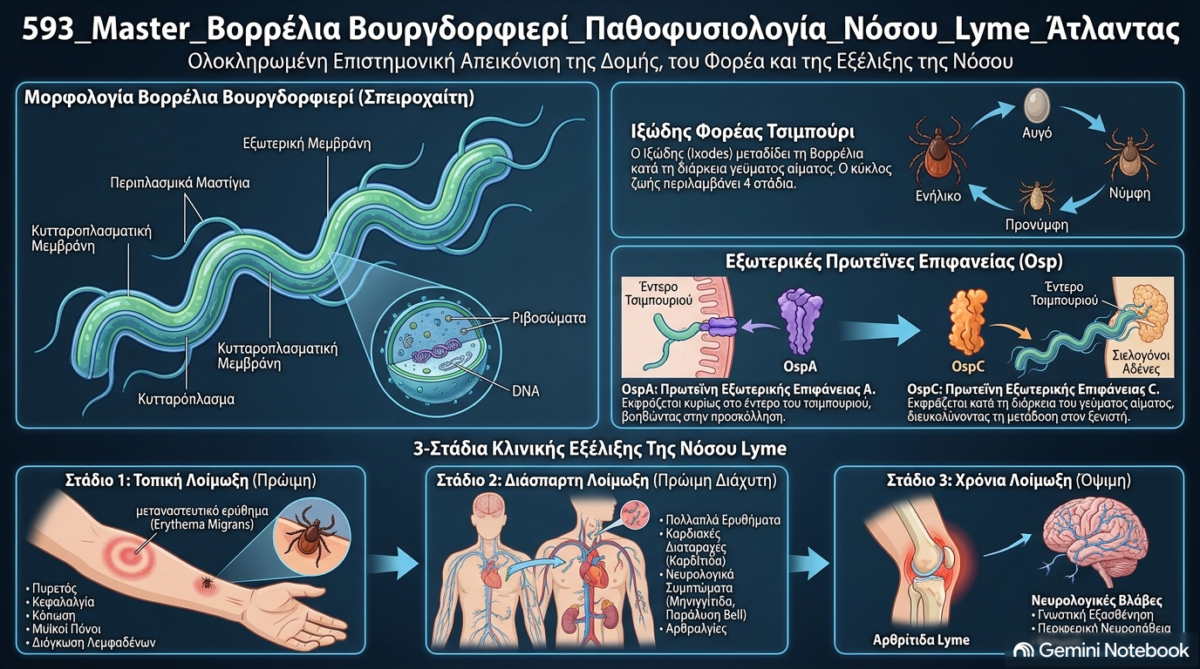 593_Master_Βορρέλια Βουργδορφιερί_Παθοφυσιολογία_Νόσου_Lyme_Άτλαντας
Ολοκληρωμένη Επιστημονική Απεικόνιση της Δομής, του Φορέα και της Εξέλιξης της Νόσου
Μορφολογία Βορρέλια Βουργδορφιερί (Σπειροχαίτη)
Εξωτερική Μεμβράνη
Περιπλασμικά Μαστίγια
Κυτταροπλασματική
Μεμβράνη
Ριβοσώματα
Κυτταροπλασματική
Μεμβράνη
DNA
Κυτταρόπλασμα
Ιξώδης Φορέας Τσιμπούρι
Ο Ιξώδης (Ixodes) μεταδίδει τη Βορρέλια
κατά τη διάρκεια γεύματος αίματος. Ο κύκλος
ζωής περιλαμβάνει 4 στάδια.
Αυγό
Νύμφη
Προνύμφη
Ενήλικο
Εξωτερικές Πρωτεΐνες Επιφανείας (Osp)
Έντερο
Τσιμπουριού
OspA
OspC
Έντερο
Τσιμπουριού
Σιελογόνοι
Αδένες
OspA: Πρωτεΐνη Εξωτερικής Επιφάνειας A.
Εκφράζεται κυρίως στο έντερο του τσιμπουριού,
βοηθώντας στην προσκόλληση.
OspC: Πρωτεΐνη Εξωτερικής Επιφάνειας C.
Εκφράζεται κατά τη διάρκεια του γεύματος αίματος,
διευκολύνοντας τη μετάδοση στον ξενιστή.
3-Στάδια Κλινικής Εξέλιξης Της Νόσου Lyme
Στάδιο 1: Τοπική Λοίμωξη (Πρώιμη)
μεταναστευτικό ερύθημα
(Erythema Migrans)
• Πυρετός
• Κεφαλαλγία
• Κόπωση
• Μυϊκοί Πόνοι
• Διόγκωση Λεμφαδένων
Στάδιο 2: Διάσπαρτη Λοίμωξη (Πρώιμη Διάχυτη)
• Πολλαπλά Ερυθήματα
• Καρδιακές
Διαταραχές
(Καρδίτιδα)
• Νευρολογικά
Συμπτώματα
(Μηνιγγίτιδα,
Παράλυση Bell)
• Αρθραλγίες
Στάδιο 3: Χρόνια Λοίμωξη (Όψιμη)
Αρθρίτιδα Lyme
Νευρολογικές Βλάβες
• Γνωστική Εξασθένηση
• Περιφερική Νευροπάθεια
Gemini Notebook